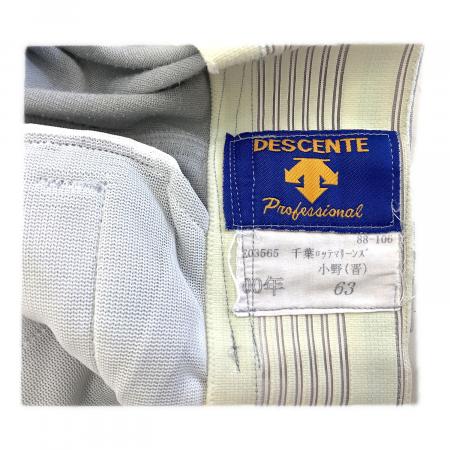 DESCENTE
Professional
88-106
203565 千葉ロッテマリーンズ
小野(晋)
00年 63